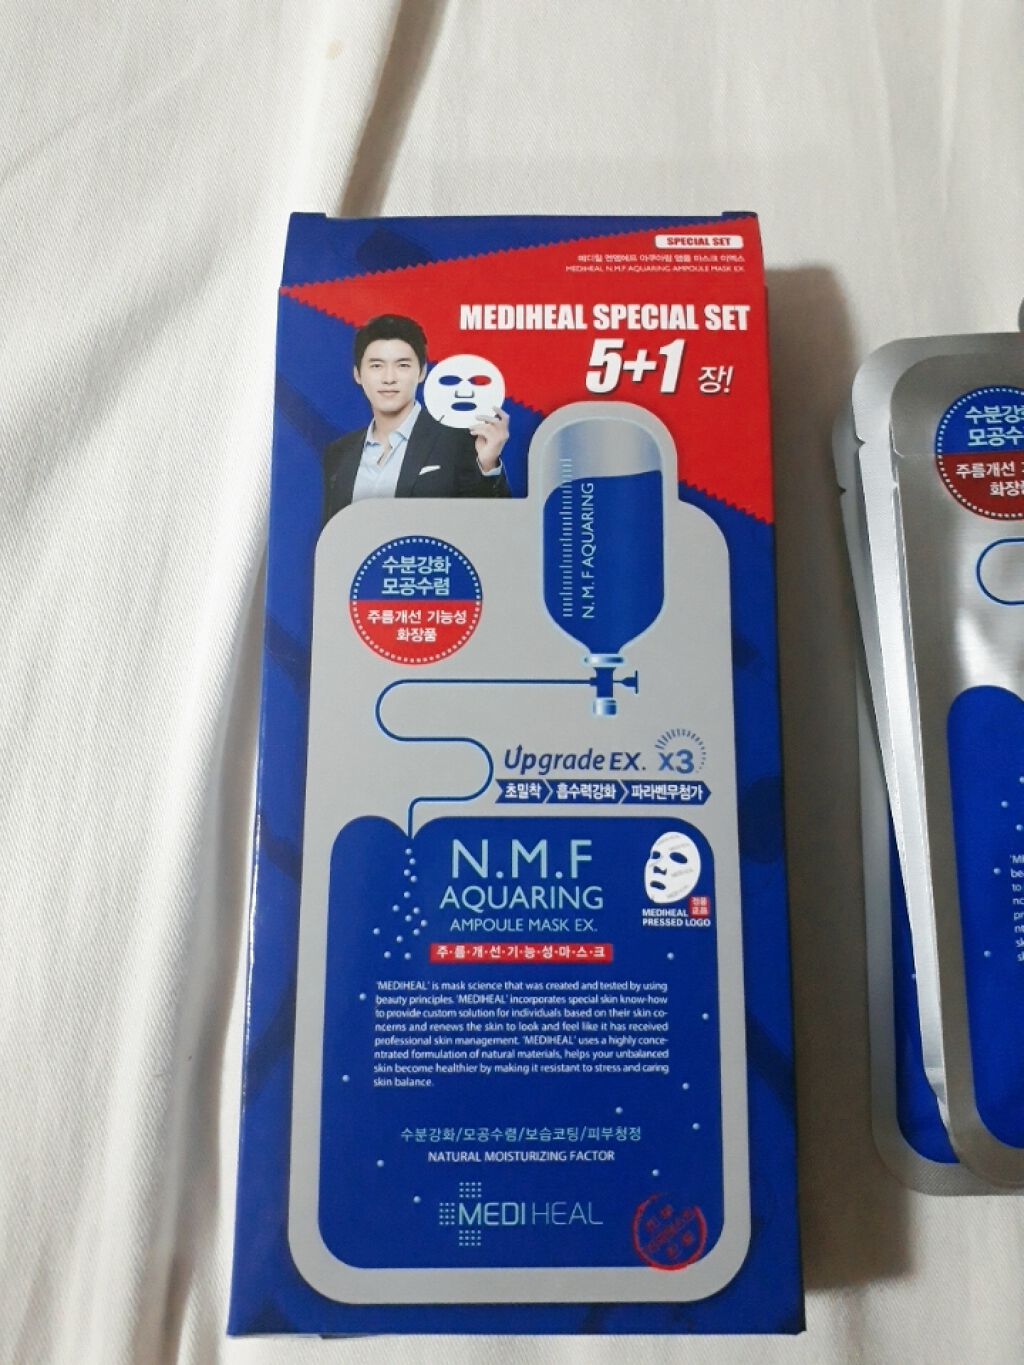 SPECIAL SET
메디힐 엔엠에프 아쿠아링 앰플 마스크 이엑스
MEDIHEAL N.M.F AQUARING AMPOULE MASK EX.
MEDIHEAL SPECIAL SET
5+1 장!
N.M.F AQUARING
수분강화
모공수렴
주름개선 기능성
화장품
Upgrade EX. X3
초밀착 흡수력강화 파라벤무첨가
N.M.F
AQUARING
AMPOULE MASK EX.
주·름·개·선·기·능·성·마·스·크
MEDIHEAL 정품
PRESSED LOGO
'MEDIHEAL' is mask science that was created and tested by using
beauty principles. 'MEDIHEAL' incorporates special skin know-how
to provide custom solution for individuals based on their skin co-
ncerns and renews the skin to look and feel like it has received
professional skin management. 'MEDIHEAL' uses a highly conce-
ntrated formulation of natural materials, helps your unbalanced
skin become healthier by making it resistant to stress and caring
skin balance.
수분강화/모공수렴/보습코팅/피부청정
NATURAL MOISTURIZING FACTOR
MEDIHEAL
수분강
모공수
주름개선
화장품